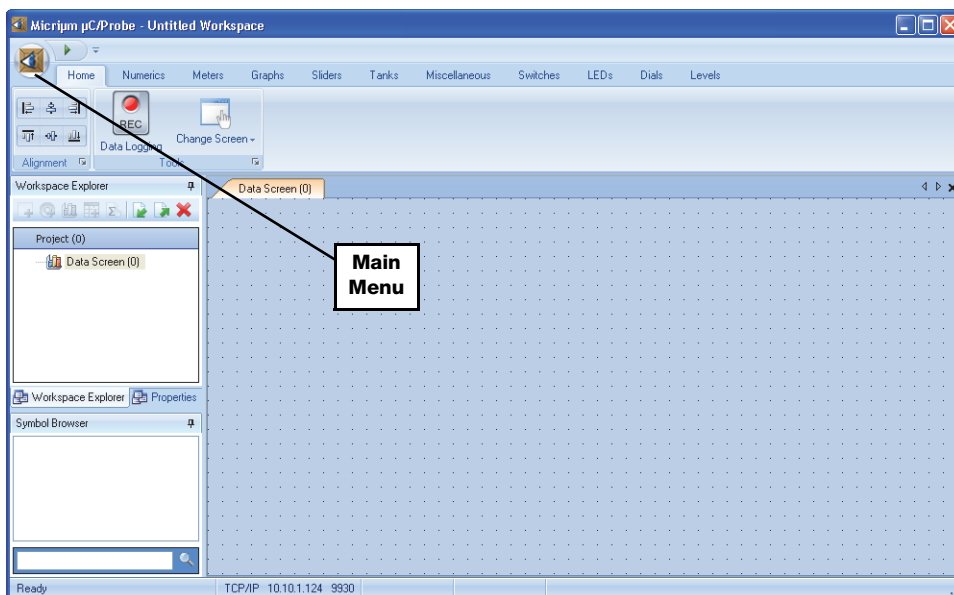 Micriµm µC/Probe - Untitled Workspace
Home Numerics Meters Graphs Sliders Tanks Miscellaneous Switches LEDs Dials Levels
REC
Data Logging
Change Screen
Alignment
Tools
Workspace Explorer
Data Screen (0)
Project (0)
Data Screen (0)
Main
Menu
Workspace Explorer Properties
Symbol Browser
Ready TCP/IP 10.10.1.124 9930